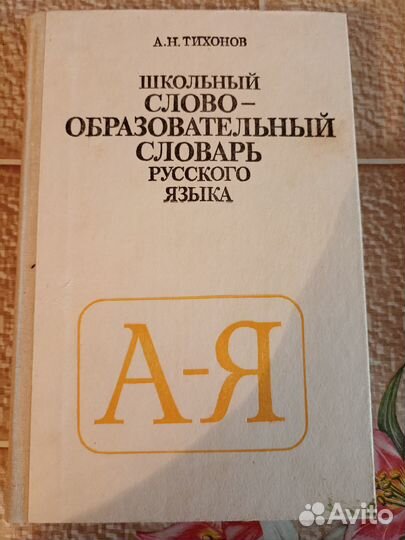 А.Н.ТИХОНОВ
ШКОЛЬНЫЙ
СЛОВО-
ОБРАЗОВАТЕЛЬНЫЙ
СЛОВАРЬ
РУССКОГО
ЯЗЫКА
А-Я
Avito